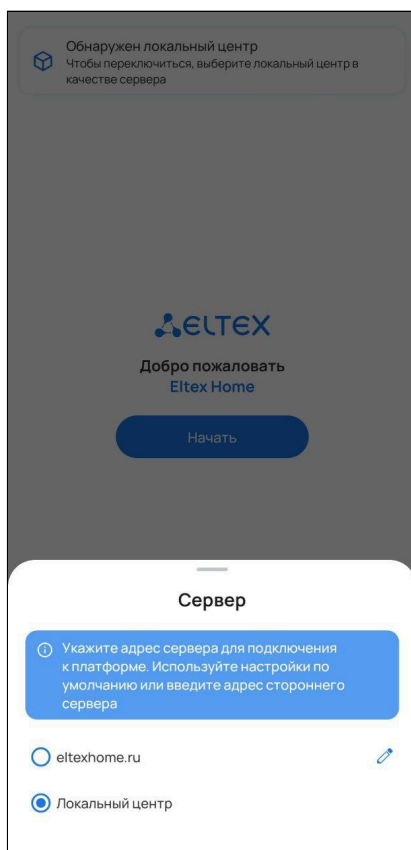 Обнаружен локальный центр
Чтобы переключиться, выберите локальный центр в
качестве сервера
ELTEX
Добро пожаловать
Eltex Home
Начать
Сервер
Укажите адрес сервера для подключения
к платформе. Используйте настройки по
умолчанию или введите адрес стороннего
сервера
eltexhome.ru
Локальный центр